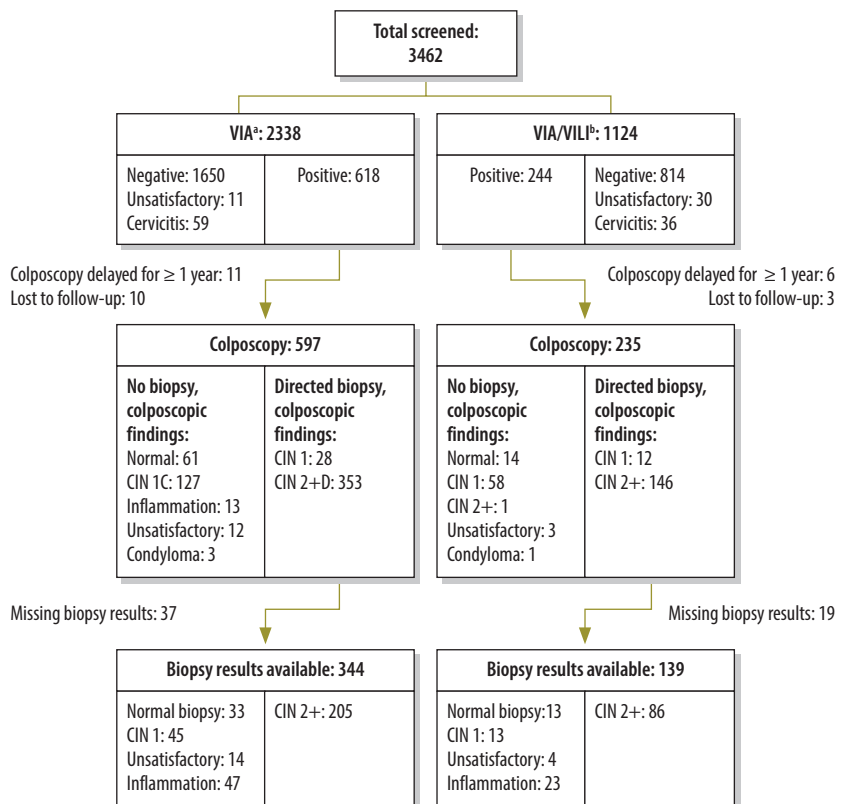 Total screened:
3462
VIAᵃ: 2338
Negative: 1650
Unsatisfactory: 11
Cervicitis: 59
Positive: 618
VIA/VILIᵇ: 1124
Positive: 244
Negative: 814
Unsatisfactory: 30
Cervicitis: 36
Colposcopy delayed for ≥ 1 year: 11
Lost to follow-up: 10
Colposcopy delayed for ≥ 1 year: 6
Lost to follow-up: 3
Colposcopy: 597
No biopsy,
colposcopic
findings:
Normal: 61
CIN 1C: 127
Inflammation: 13
Unsatisfactory: 12
Condyloma: 3
Directed biopsy,
colposcopic
findings:
CIN 1: 28
CIN 2+D: 353
Colposcopy: 235
No biopsy,
colposcopic
findings:
Normal: 14
CIN 1: 58
CIN 2+: 1
Unsatisfactory: 3
Condyloma: 1
Directed biopsy,
colposcopic
findings:
CIN 1: 12
CIN 2+: 146
Missing biopsy results: 37
Missing biopsy results: 19
Biopsy results available: 344
Normal biopsy: 33
CIN 1: 45
Unsatisfactory: 14
Inflammation: 47
CIN 2+: 205
Biopsy results available: 139
Normal biopsy:13
CIN 1: 13
Unsatisfactory: 4
Inflammation: 23
CIN 2+: 86